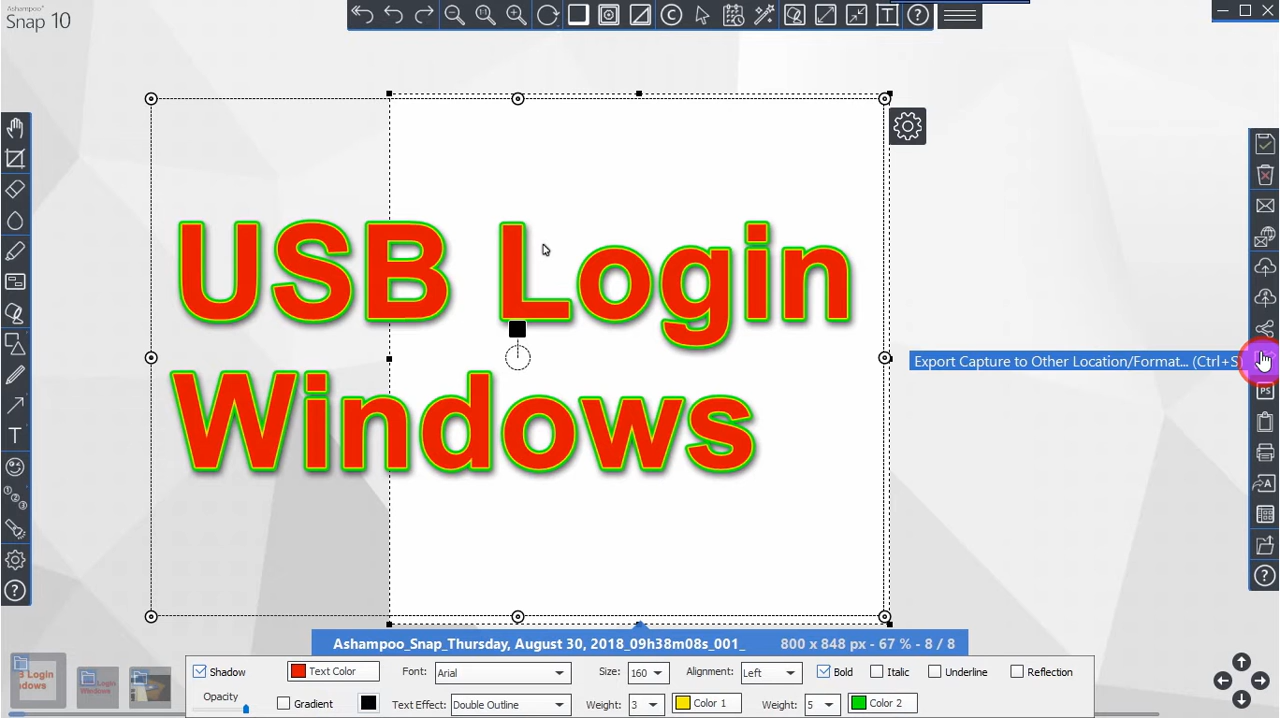 Ashampoo®
Snap 10
USB Login
Windows
Export Capture to Other Location/Format... (Ctrl+S)
Ashampoo_Snap_Thursday, August 30, 2018_09h38m08s_001_ 800 x 848 px - 67 % - 8 / 8
Shadow Text Color Font: Arial Size: 160 Alignment: Left Bold Italic Underline Reflection
Opacity Gradient Text Effect: Double Outline Weight: 3 Color 1 Weight: 5 Color 2